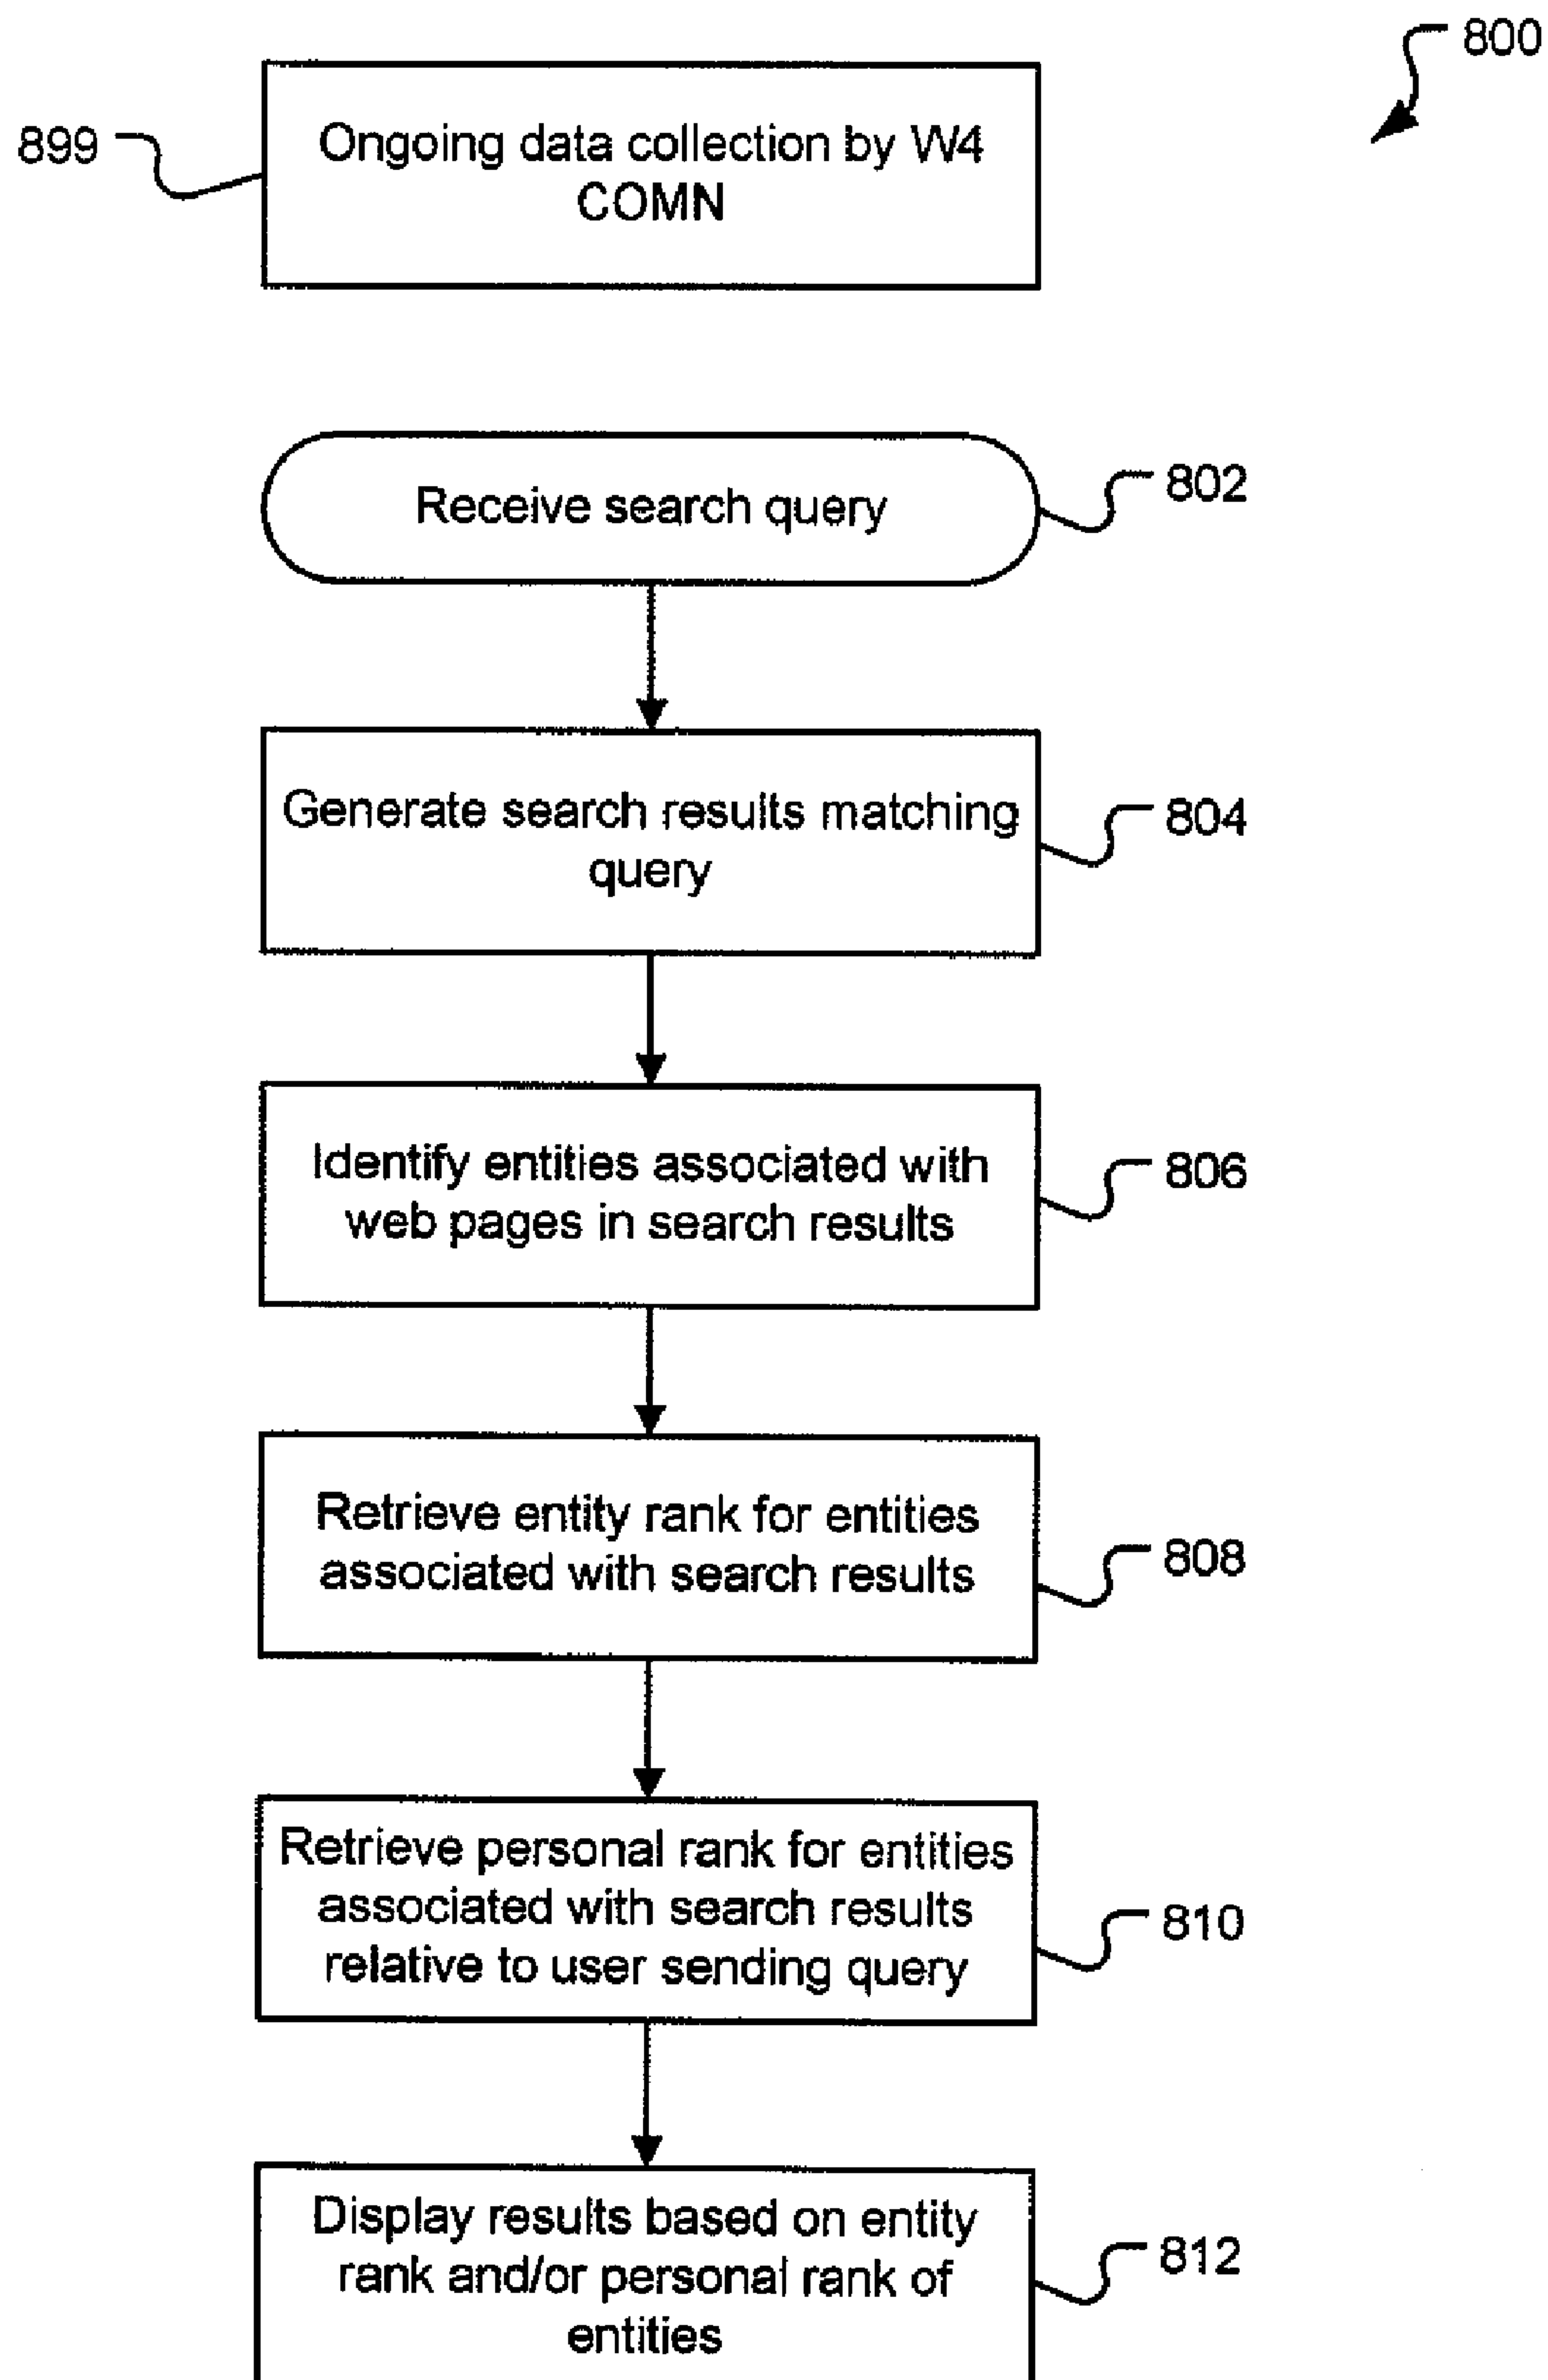 800
899
Ongoing data collection by W4
COMN
Receive search query
802
Generate search results matching
query
804
Identify entities associated with
web pages in search results
806
Retrieve entity rank for entities
associated with search results
808
Retrieve personal rank for entities
associated with search results
relative to user sending query
810
Display results based on entity
rank and/or personal rank of
entities
812